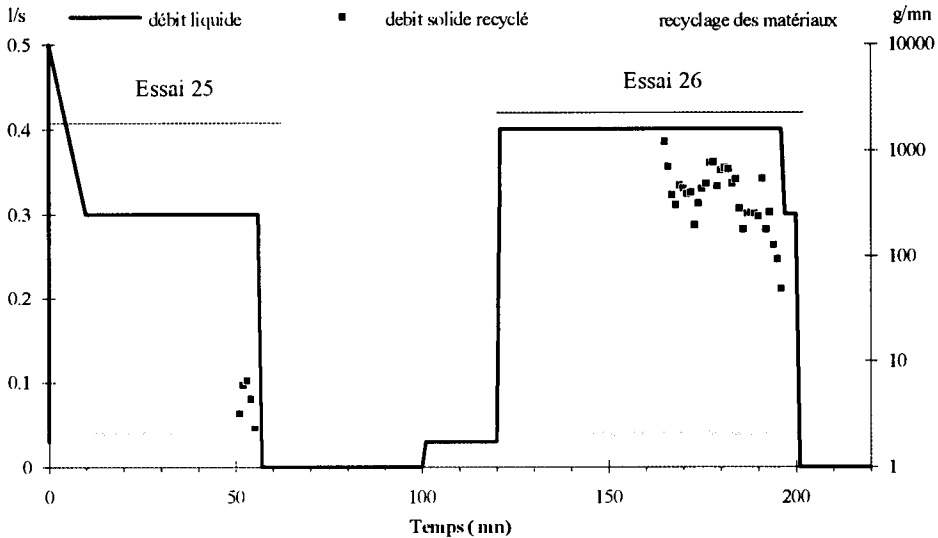 l/s débit liquide debit solide recyclé recyclage des matériaux g/mn
0.5 10000
Essai 25 Essai 26
0.4 1000
0.3
100
0.2
10
0.1
0 1
0 50 100 150 200
Temps ( mn)